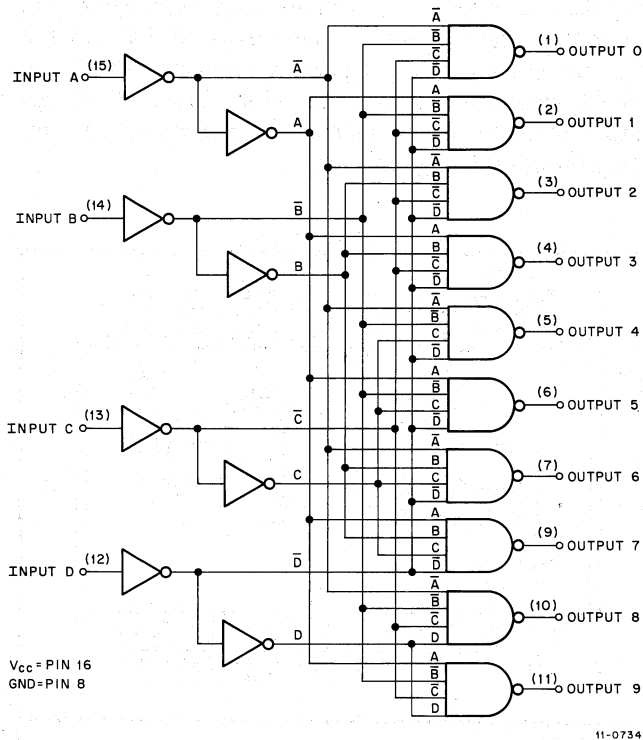 A̅
B̅
C̅
D̅
(1) OUTPUT 0
INPUT A (15)
A̅
A
A
B̅
C̅
D̅
(2) OUTPUT 1
A̅
B
C̅
D̅
(3) OUTPUT 2
INPUT B (14)
B̅
B
A
B
C̅
D̅
(4) OUTPUT 3
A̅
B̅
C
D̅
(5) OUTPUT 4
A
B̅
C
D̅
(6) OUTPUT 5
INPUT C (13)
C̅
C
A̅
B
C
D̅
(7) OUTPUT 6
A
B
C
D̅
(9) OUTPUT 7
INPUT D (12)
D̅
D
A̅
B̅
C̅
D
(10) OUTPUT 8
A
B̅
C̅
D
(11) OUTPUT 9
VCC = PIN 16
GND=PIN 8
11-0734